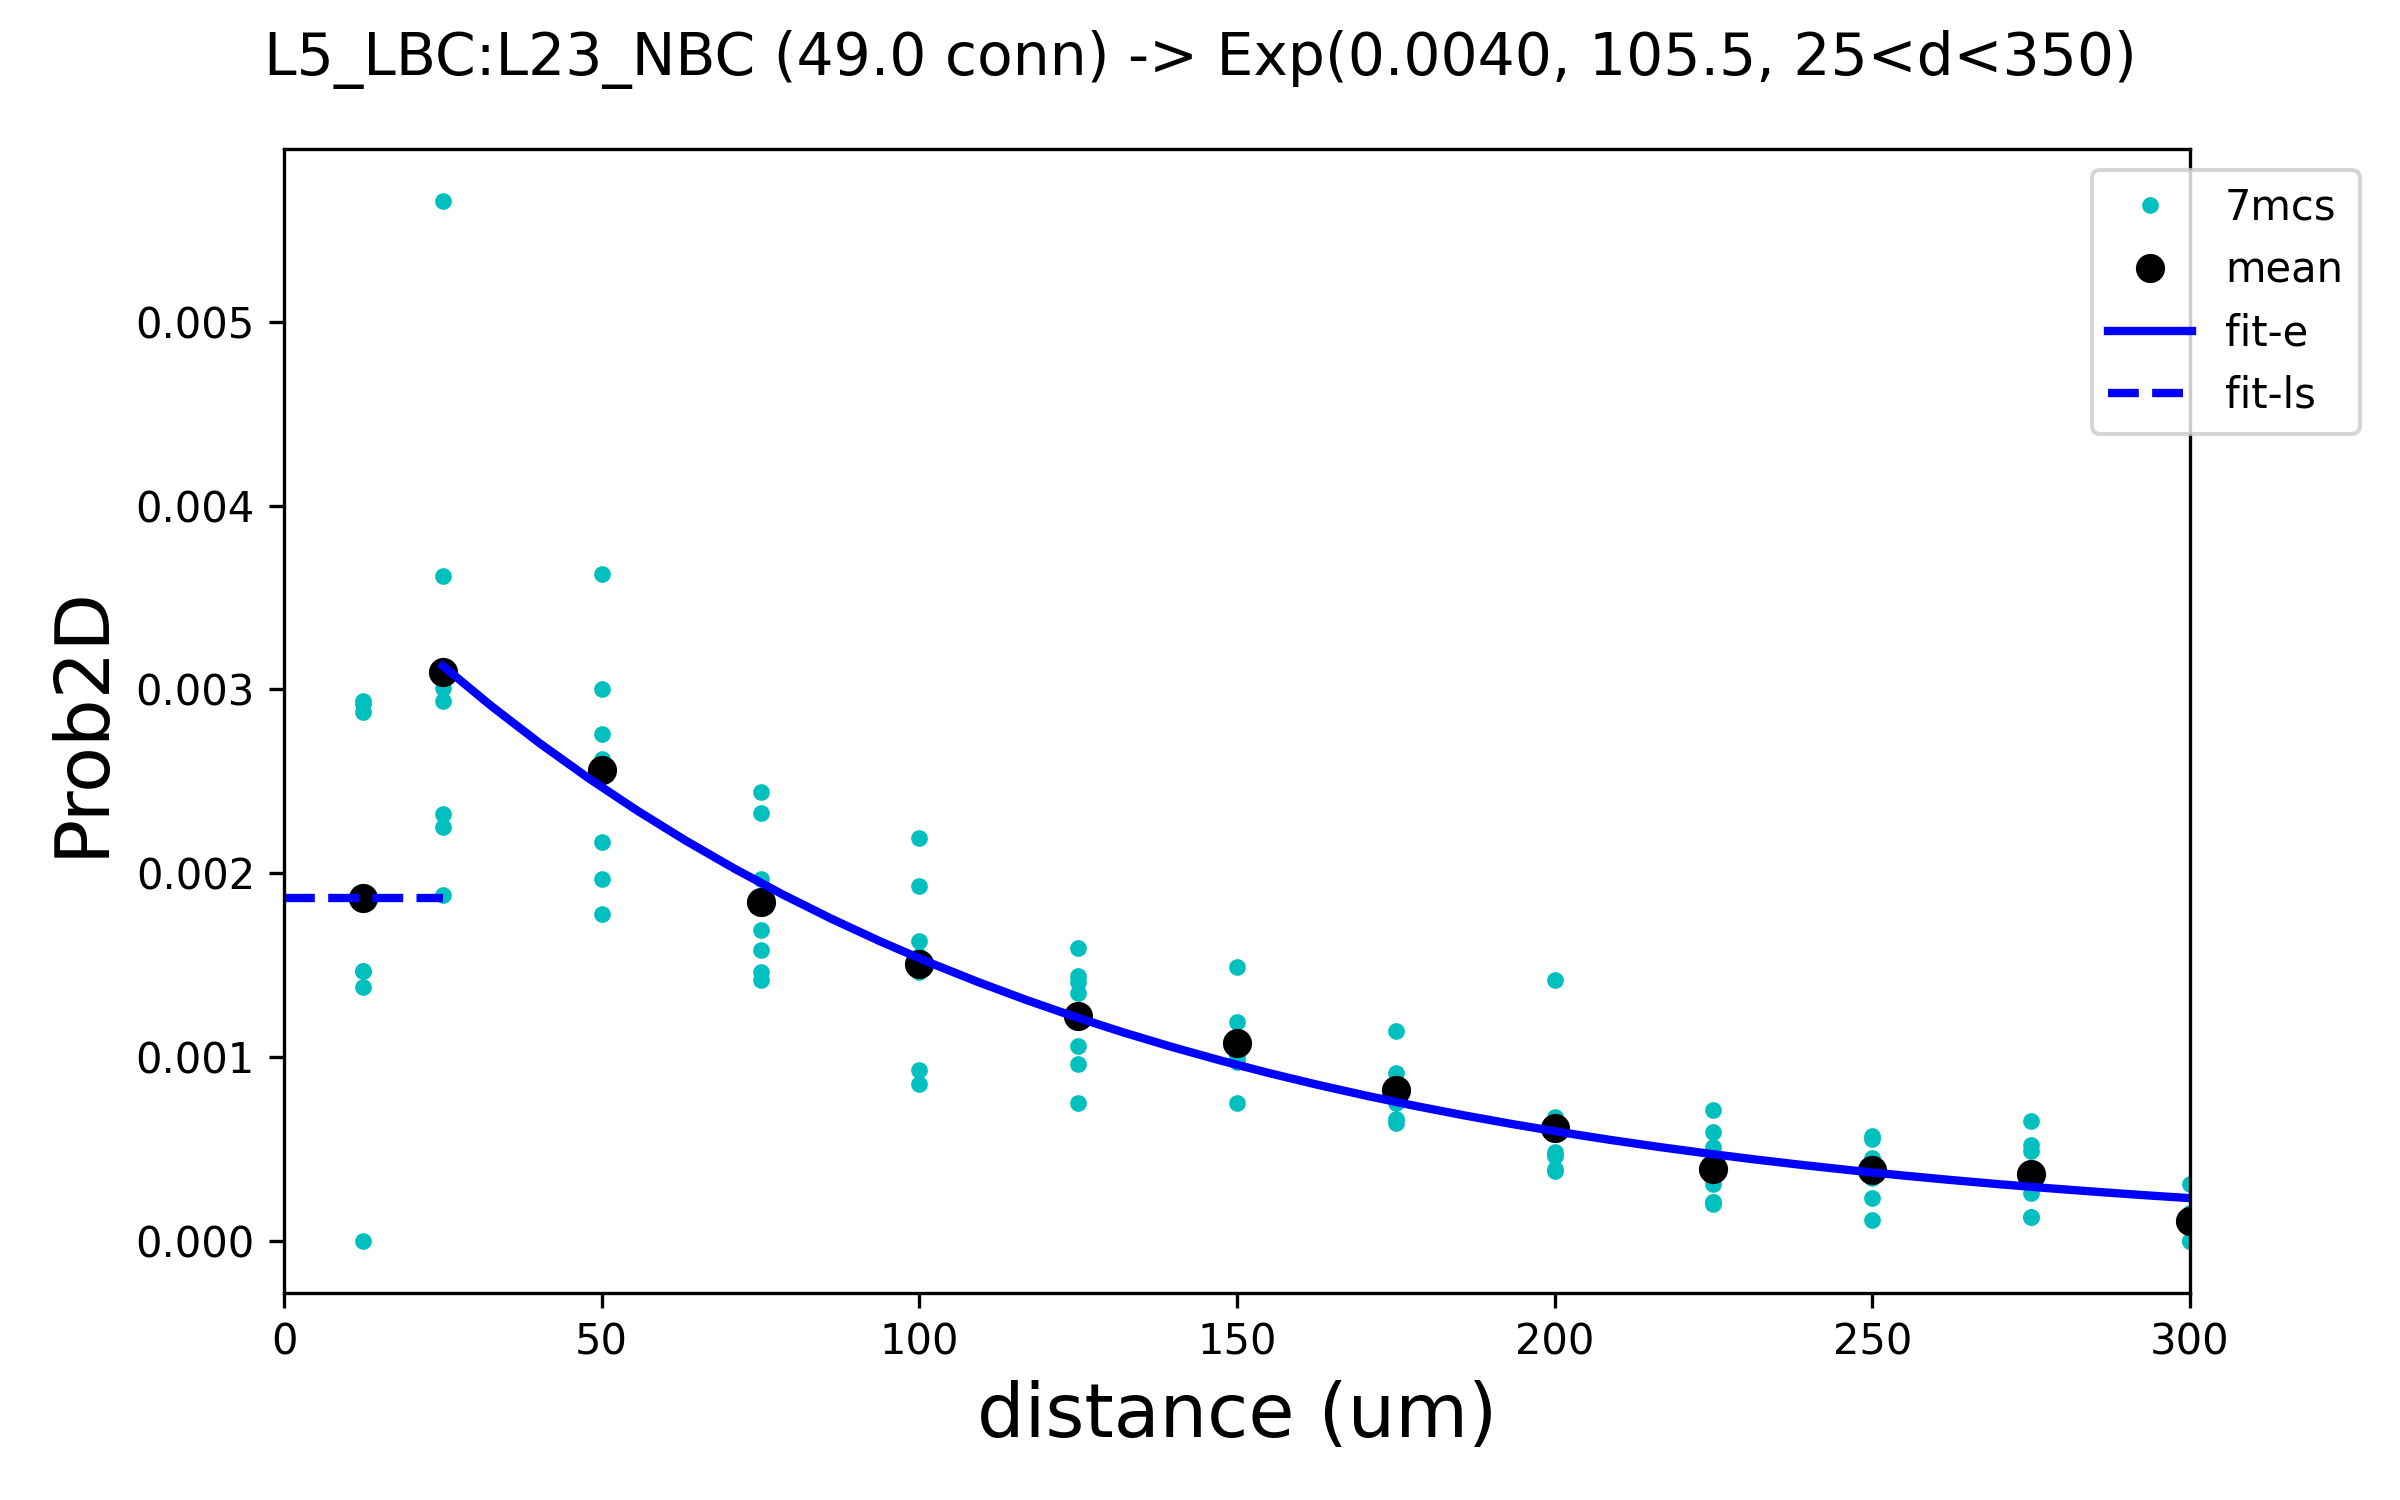 L5_LBC:L23_NBC (49.0 conn) -> Exp(0.0040, 105.5, 25<d<350)
7mcs
mean
fit-e
fit-ls
Prob2D
0.005
0.004
0.003
0.002
0.001
0.000
0 50 100 150 200 250 300
distance (um)